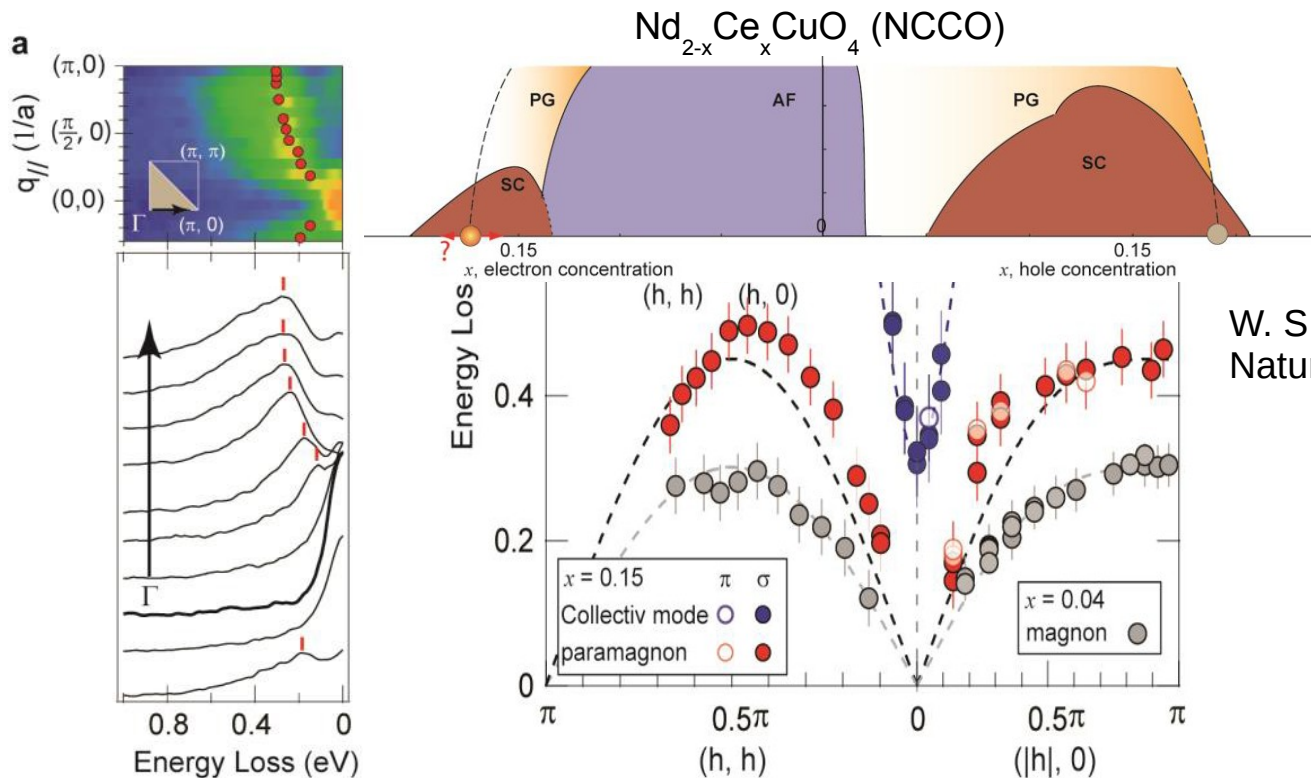 Nd2-xCexCuO4 (NCCO)
a
(π,0)
(π/2, 0)
(0,0)
q// (1/a)
(π, π)
Γ
(π, 0)
PG
AF
PG
SC
SC
0
?
0.15
0.15
x, electron concentration
x, hole concentration
(h, h)
(h, 0)
W. S
Natur
Energy Los
0.4
0.2
0
x = 0.15 π σ
Collectiv mode
paramagnon
x = 0.04
magnon
π
0.5π
0
0.5π
π
(h, h)
(|h|, 0)
Γ
0.8
0.4
0
Energy Loss (eV)